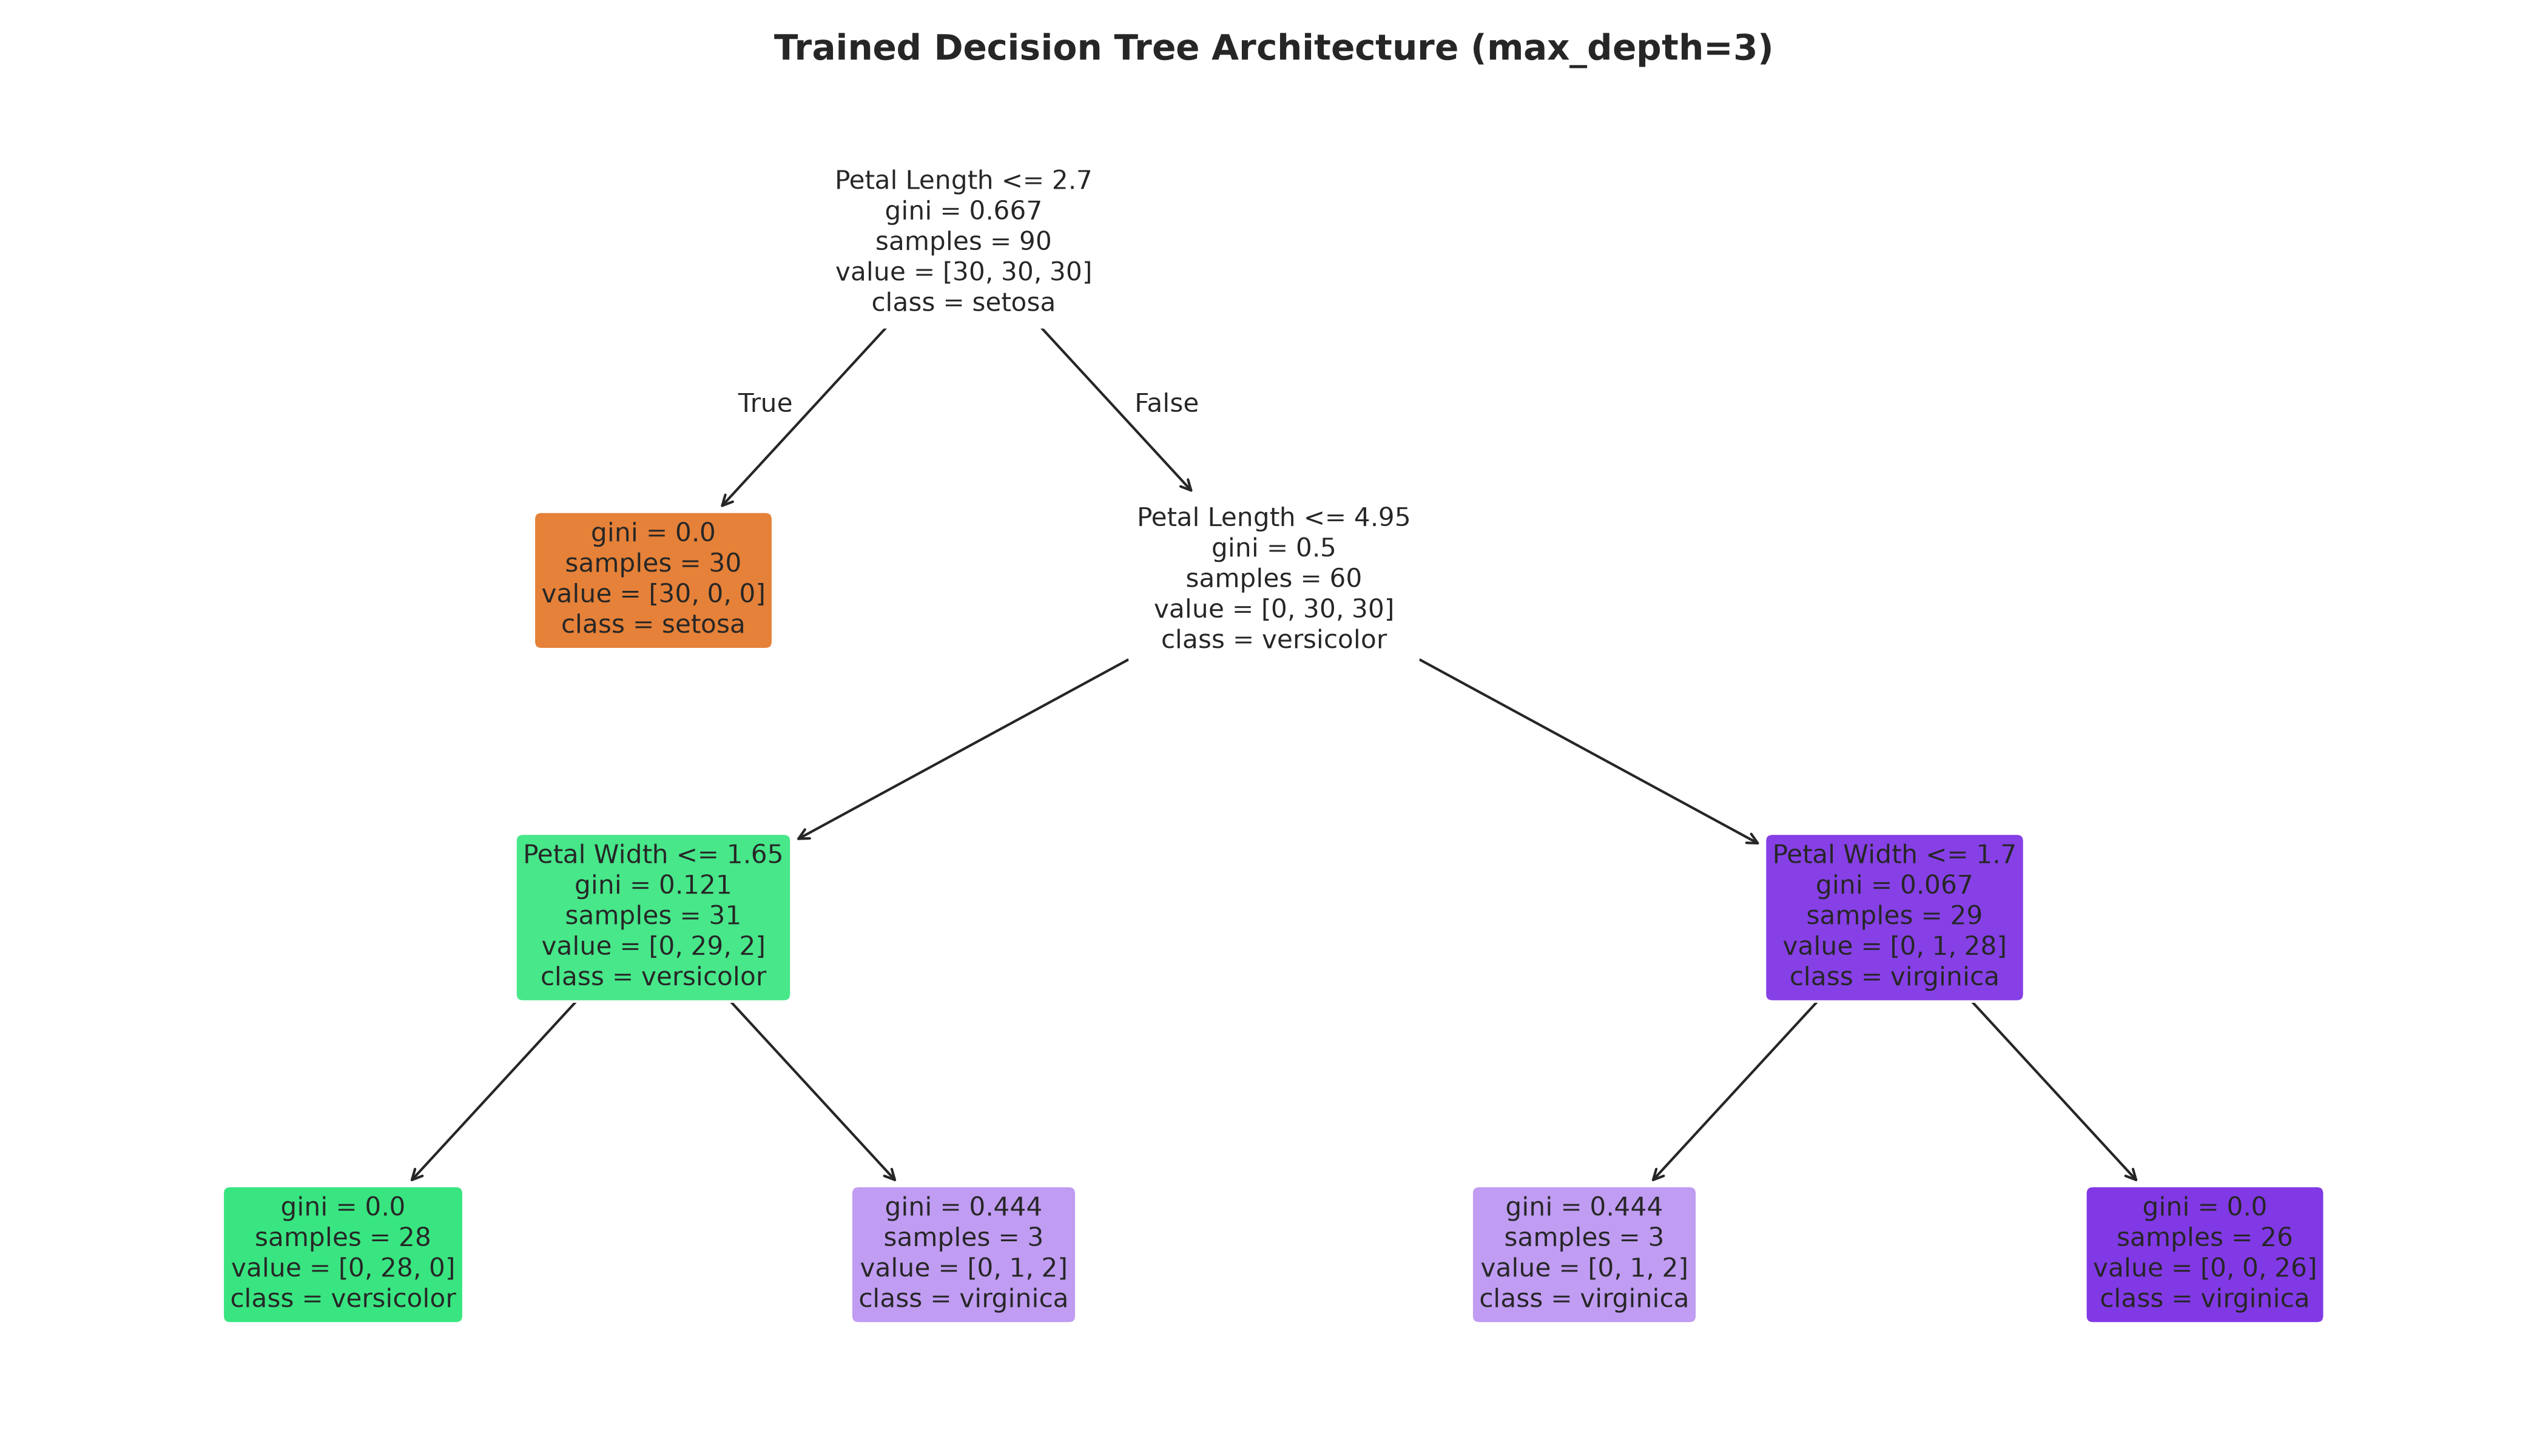 Trained Decision Tree Architecture (max_depth=3)
Petal Length <= 2.7
gini = 0.667
samples = 90
value = [30, 30, 30]
class = setosa
True
False
gini = 0.0
samples = 30
value = [30, 0, 0]
class = setosa
Petal Length <= 4.95
gini = 0.5
samples = 60
value = [0, 30, 30]
class = versicolor
Petal Width <= 1.65
gini = 0.121
samples = 31
value = [0, 29, 2]
class = versicolor
Petal Width <= 1.7
gini = 0.067
samples = 29
value = [0, 1, 28]
class = virginica
gini = 0.0
samples = 28
value = [0, 28, 0]
class = versicolor
gini = 0.444
samples = 3
value = [0, 1, 2]
class = virginica
gini = 0.444
samples = 3
value = [0, 1, 2]
class = virginica
gini = 0.0
samples = 26
value = [0, 0, 26]
class = virginica